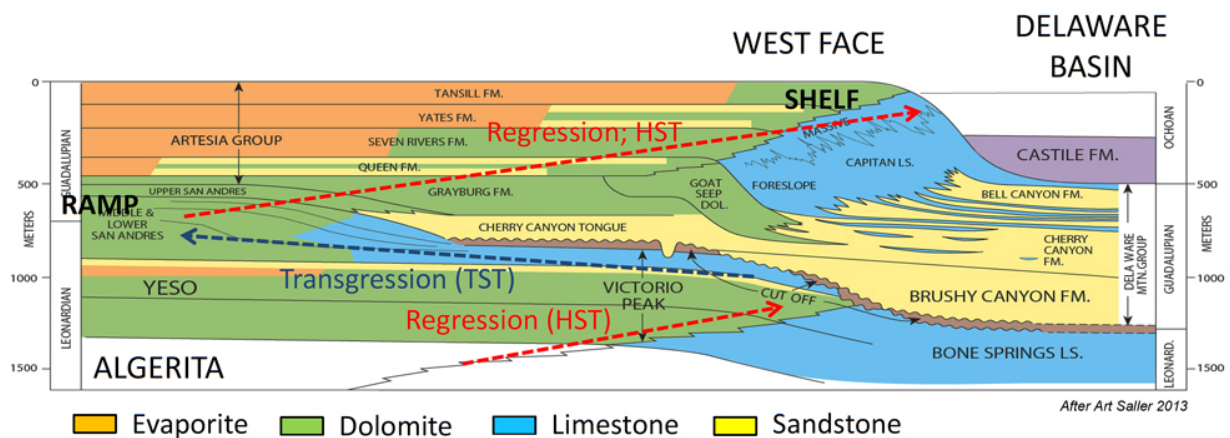 WEST FACE
DELAWARE
BASIN
0
500
1000
1500
METERS
GUADALUPIAN
LEONARDIAN
TANSILL FM.
YATES FM.
ARTESIA GROUP
SEVEN RIVERS FM.
QUEEN FM.
UPPER SAN ANDRES
GRAYBURG FM.
RAMP
MIDDLE &
LOWER
SAN ANDRES
Regression; HST
SHELF
MASSIVE
CAPITAN LS.
FORESLOPE
GOAT
SEEP
DOL.
CHERRY CANYON TONGUE
Transgression (TST)
YESO
VICTORIO
PEAK
CUT OFF
Regression (HST)
ALGERITA
CASTILE FM.
BELL CANYON FM.
CHERRY
CANYON
FM.
BRUSHY CANYON FM.
BONE SPRINGS LS.
0
500
1000
1500
METERS
OCHOAN
GUADALUPIAN
LEONARD.
DELA WARE
MTN.GROUP
After Art Saller 2013
Evaporite
Dolomite
Limestone
Sandstone